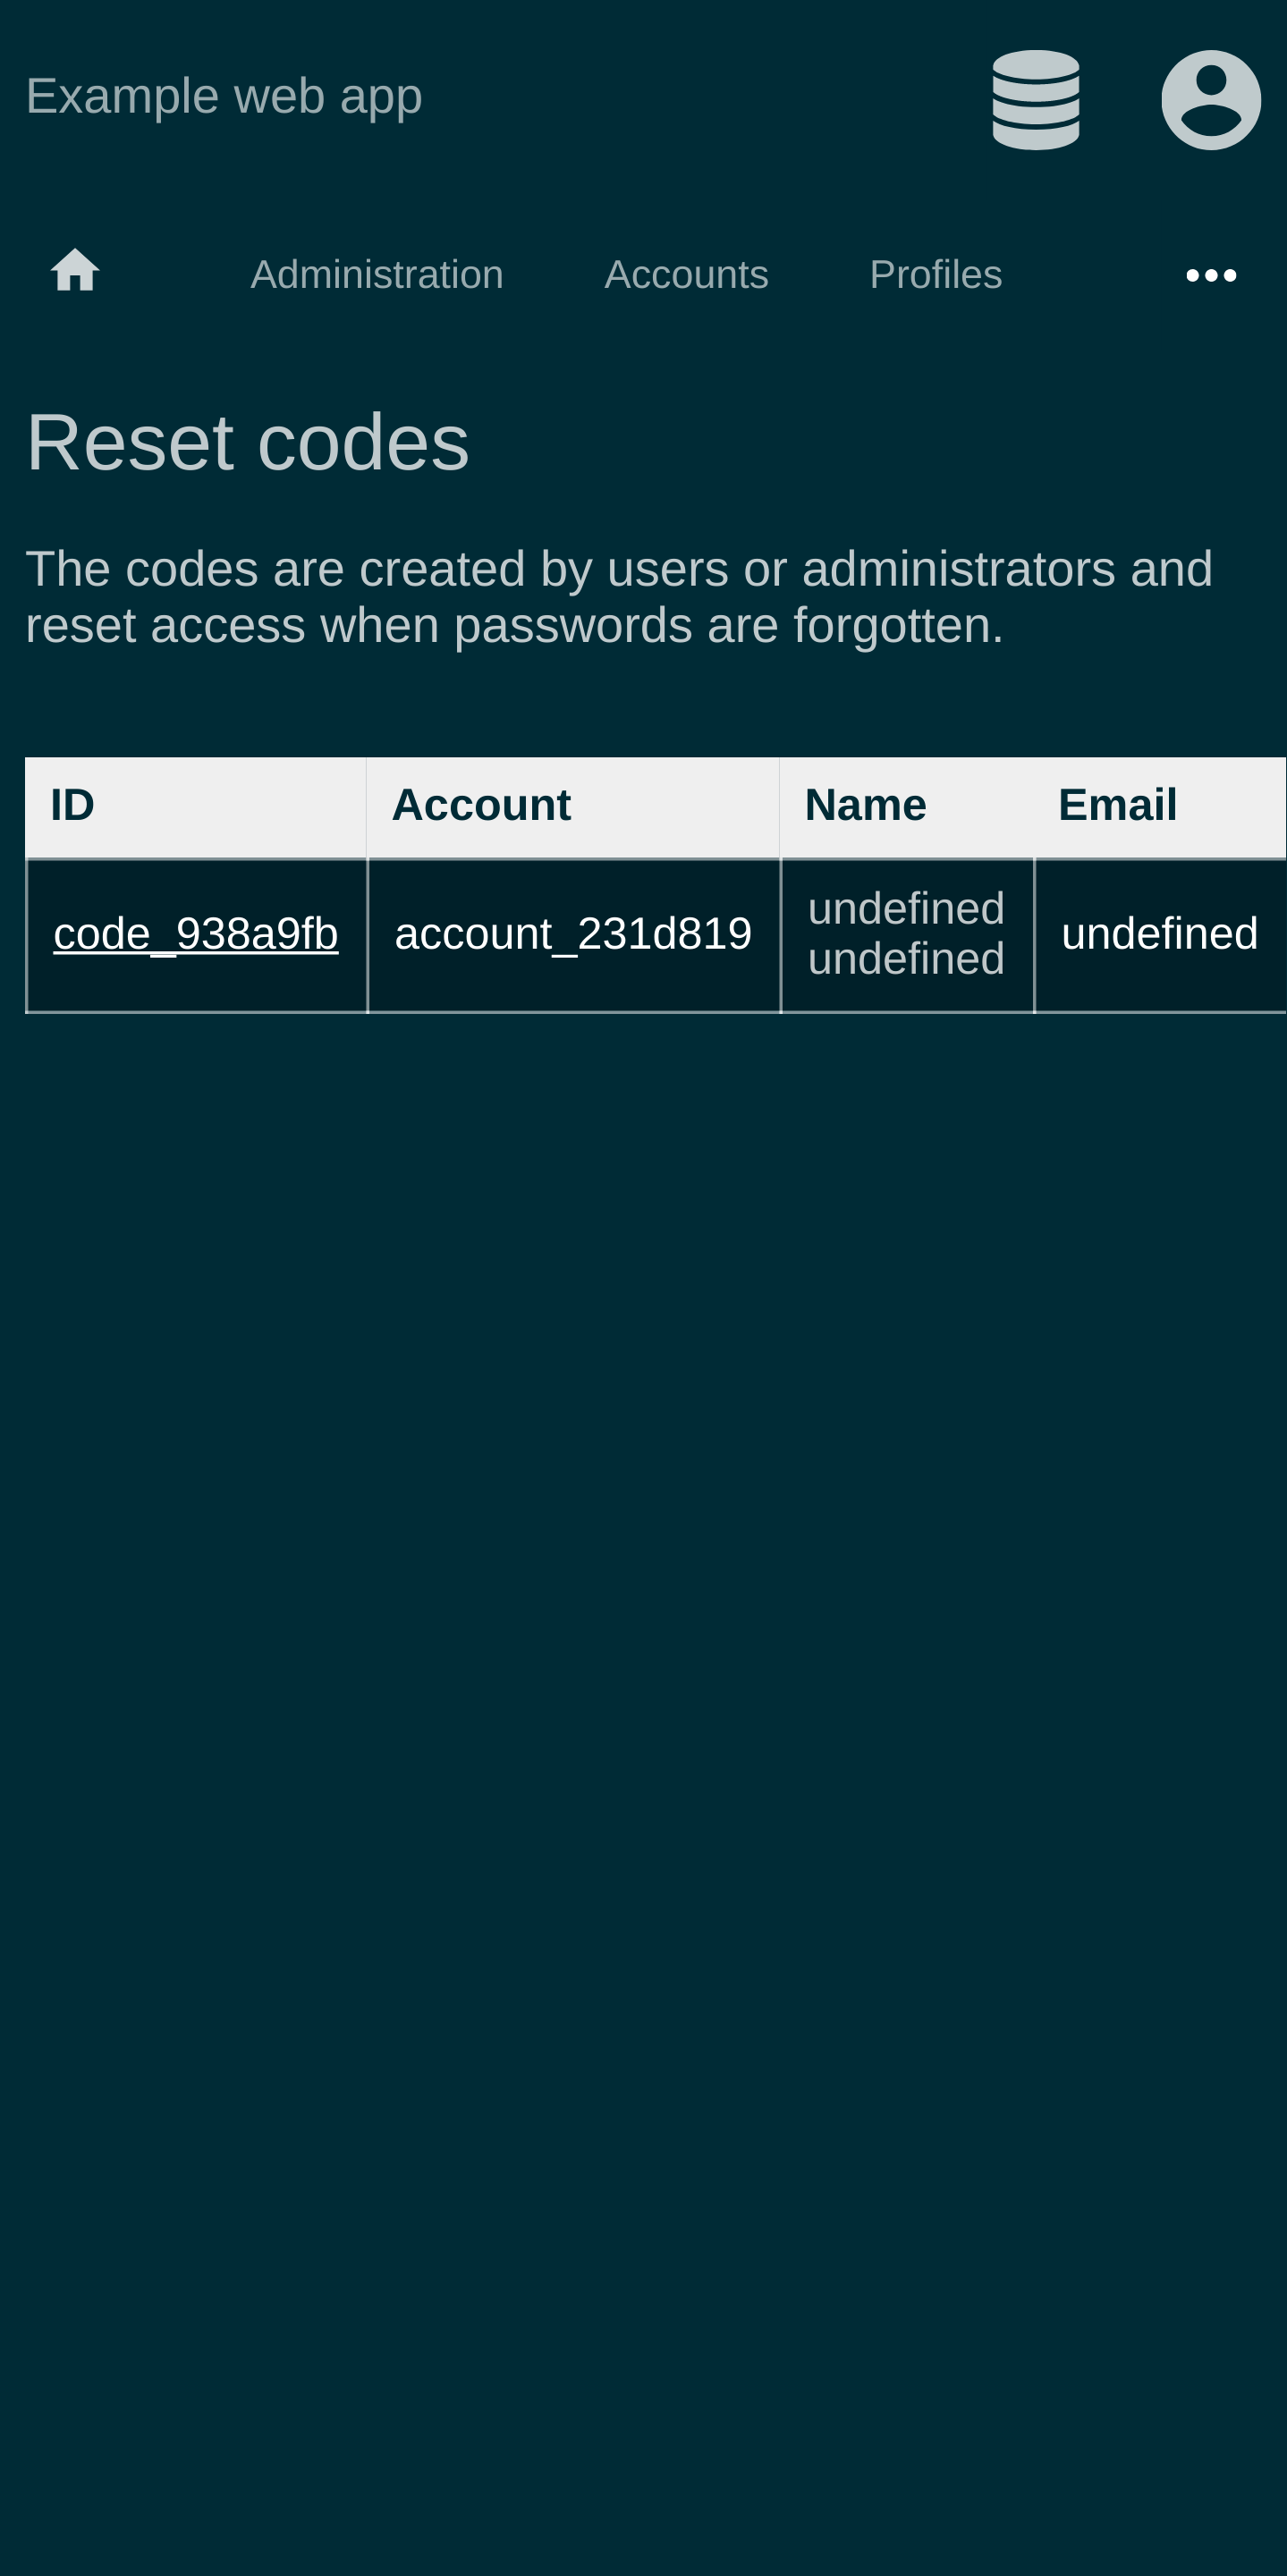 Example web app
Administration Accounts Profiles
Reset codes
The codes are created by users or administrators and
reset access when passwords are forgotten.
ID Account Name Email
code_938a9fb account_231d819 undefined undefined undefined